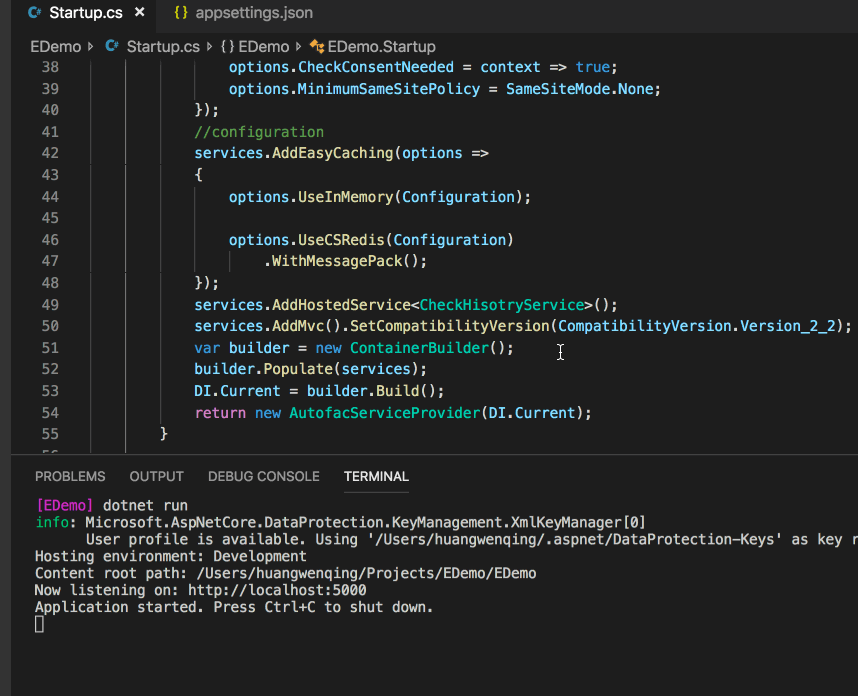 Startup.cs × {} appsettings.json
EDemo Startup.cs {} EDemo EDemo.Startup
38 options.CheckConsentNeeded = context => true;
39 options.MinimumSameSitePolicy = SameSiteMode.None;
40 });
41 //configuration
42 services.AddEasyCaching(options =>
43 {
44 options.UseInMemory(Configuration);
45
46 options.UseCSRedis(Configuration)
47 .WithMessagePack();
48 });
49 services.AddHostedService<CheckHisotryService>();
50 services.AddMvc().SetCompatibilityVersion(CompatibilityVersion.Version_2_2);
51 var builder = new ContainerBuilder();
52 builder.Populate(services);
53 DI.Current = builder.Build();
54 return new AutofacServiceProvider(DI.Current);
55 }
PROBLEMS OUTPUT DEBUG CONSOLE TERMINAL
[EDemo] dotnet run
info: Microsoft.AspNetCore.DataProtection.KeyManagement.XmlKeyManager[0]
User profile is available. Using '/Users/huangwenqing/.aspnet/DataProtection-Keys' as key r
Hosting environment: Development
Content root path: /Users/huangwenqing/Projects/EDemo/EDemo
Now listening on: http://localhost:5000
Application started. Press Ctrl+C to shut down.